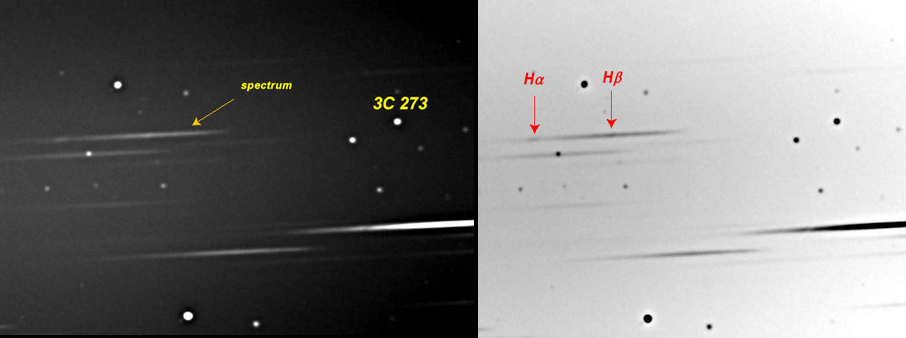 spectrum
3C 273
Hα
Hβ